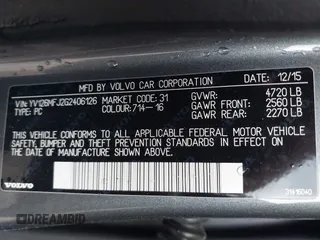 MFD BY VOLVO CAR CORPORATION DATE: 12/15
VIN: YV126MFJ2G2406126 MARKET CODE: 31 GVWR: 4720 LB
TYPE: PC COLOUR: 714-16 GAWR FRONT: 2560 LB
GAWR REAR: 2270 LB
THIS VEHICLE CONFORMS TO ALL APPLICABLE FEDERAL MOTOR VEHICLE
SAFETY, BUMPER AND THEFT PREVENTION STANDARDS IN EFFECT ON THE
DATE OF MANUFACTURE SHOWN ABOVE.
VOLVO 31416040
DREAMBID